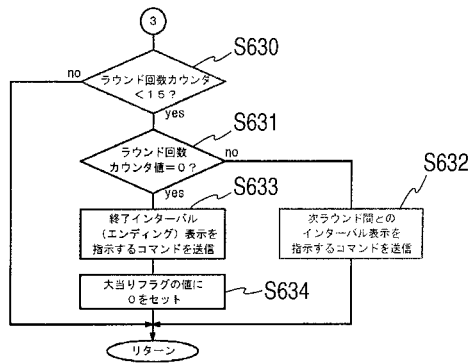 3
S630
no
ラウンド回数カウンタ
<15?
yes
S631
ラウンド回数
カウンタ値=0?
no
yes
S633
S632
終了インターバル
(エンディング)表示を
指示するコマンドを送信
次ラウンド間との
インターバル表示を
指示するコマンドを送信
大当りフラグの値に
0をセット
S634
リターン